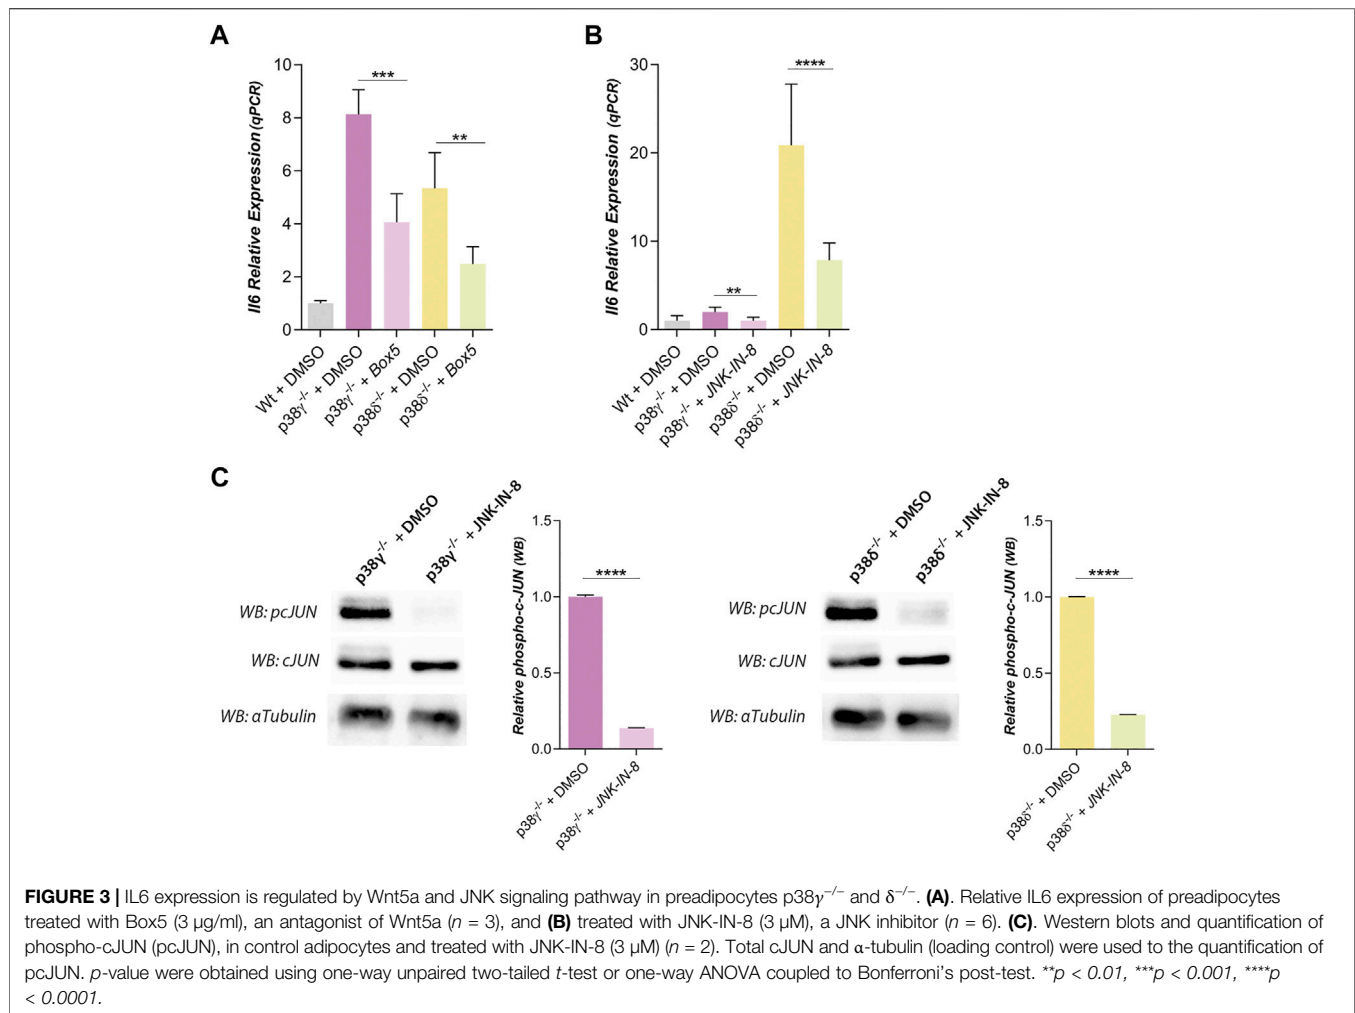 A
Il6 Relative Expression (qPCR)
10
8
6
4
2
0
***
**
Wt + DMSO
p38γ-/- + DMSO
p38γ-/- + Box5
p38δ-/- + DMSO
p38δ-/- + Box5
B
Il6 Relative Expression (qPCR)
30
20
10
0
**
****
Wt + DMSO
p38γ-/- + DMSO
p38γ-/- + JNK-IN-8
p38δ-/- + DMSO
p38δ-/- + JNK-IN-8
C
p38γ-/- + DMSO
p38γ-/- + JNK-IN-8
WB: pcJUN
WB: cJUN
WB: αTubulin
Relative phospho-c-JUN (WB)
1.5
1.0
0.5
0.0
****
p38γ-/- + DMSO
p38γ-/- + JNK-IN-8
p38δ-/- + DMSO
p38δ-/- + JNK-IN-8
WB: pcJUN
WB: cJUN
WB: αTubulin
Relative phospho-c-JUN (WB)
1.5
1.0
0.5
0.0
****
p38δ-/- + DMSO
p38δ-/- + JNK-IN-8
FIGURE 3 | IL6 expression is regulated by Wnt5a and JNK signaling pathway in preadipocytes p38γ−/− and δ−/−. (A). Relative IL6 expression of preadipocytes
treated with Box5 (3 μg/ml), an antagonist of Wnt5a (n = 3), and (B) treated with JNK-IN-8 (3 μM), a JNK inhibitor (n = 6). (C). Western blots and quantification of
phospho-cJUN (pcJUN), in control adipocytes and treated with JNK-IN-8 (3 μM) (n = 2). Total cJUN and α-tubulin (loading control) were used to the quantification of
pcJUN. p-value were obtained using one-way unpaired two-tailed t-test or one-way ANOVA coupled to Bonferroni's post-test. **p < 0.01, ***p < 0.001, ****p
< 0.0001.